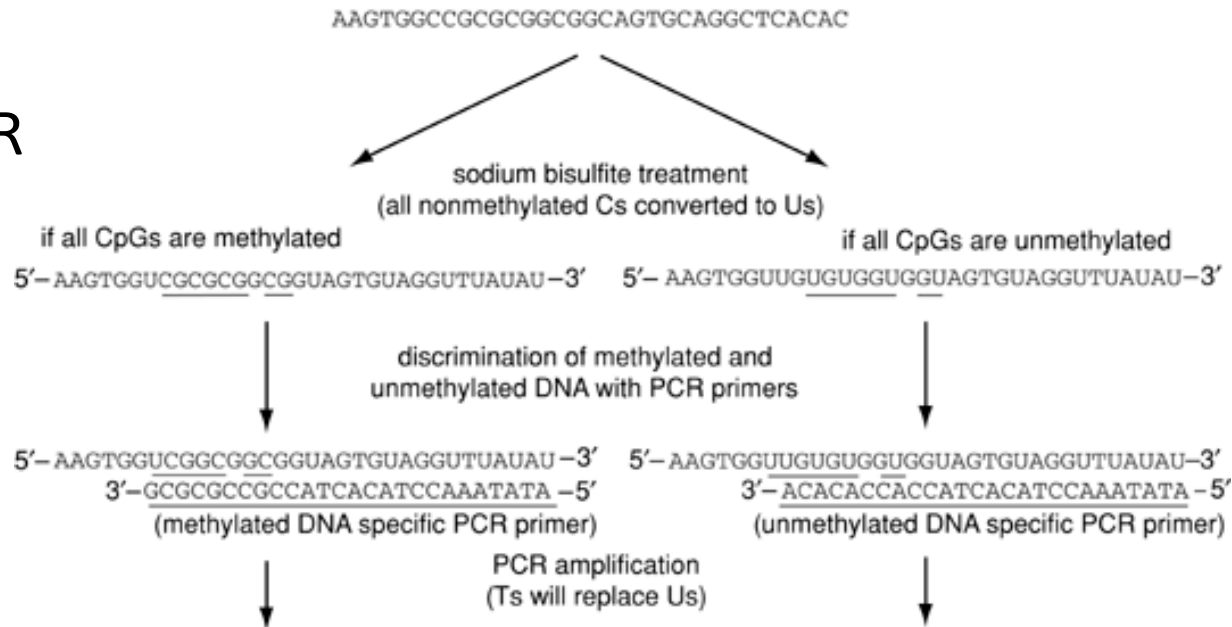 AAGTGGCCGCGCGGCGGCAGTGCAGGCTCACAC
R
sodium bisulfite treatment
(all nonmethylated Cs converted to Us)
if all CpGs are methylated if all CpGs are unmethylated
5′–AAGTGGUCGCGCGGCGGUAGTGUAGGUTUAUAU–3′ 5′– AAGTGGUUGUGUGGUGGUAGTGUAGGUTUAUAU–3′
discrimination of methylated and
unmethylated DNA with PCR primers
5′–AAGTGGUCGGCGGCGGUAGTGUAGGUTUAUAU–3′ 5′–AAGTGGUUGUGUGGUGGUAGTGUAGGUTUAUAU–3′
3′–GCGCGCCGCCATCACATCCAAATATA –5′ 3′–ACACACCACCATCACATCCAAATATA –5′
(methylated DNA specific PCR primer) (unmethylated DNA specific PCR primer)
PCR amplification
(Ts will replace Us)